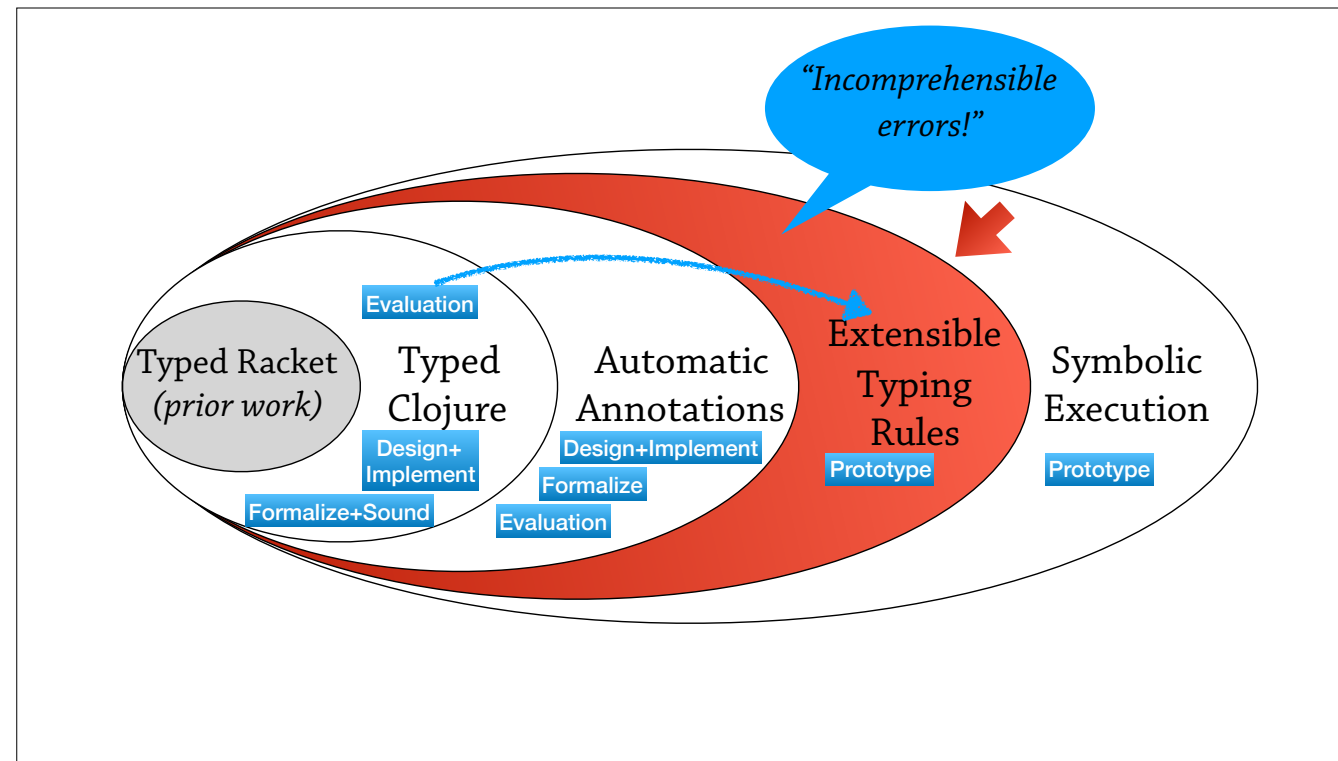 “Incomprehensible
errors!”
Evaluation
Typed Racket
(prior work)
Typed
Clojure
Design+
Implement
Formalize+Sound
Automatic
Annotations
Design+Implement
Formalize
Evaluation
Extensible
Typing
Rules
Prototype
Symbolic
Execution
Prototype